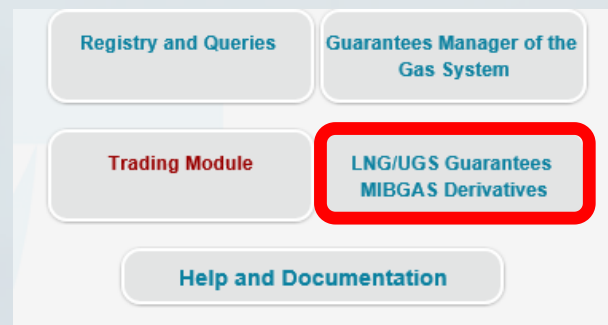 Registry and Queries
Guarantees Manager of the
Gas System
Trading Module
LNG/UGS Guarantees
MIBGAS Derivatives
Help and Documentation